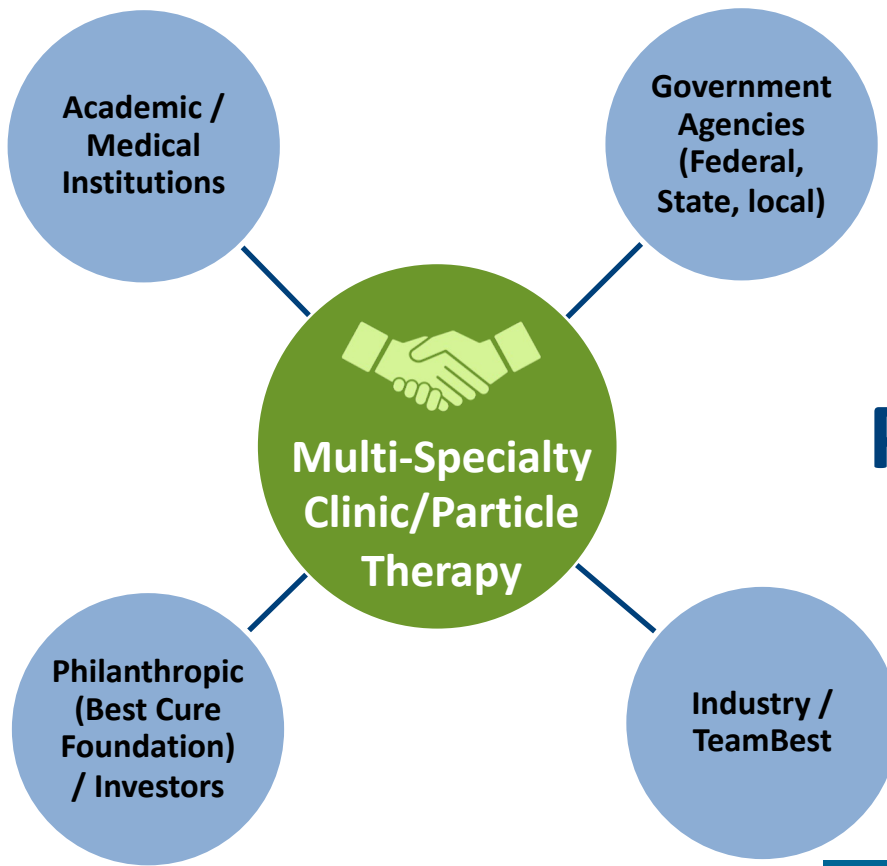 Academic /
Medical
Institutions
Government
Agencies
(Federal,
State, local)
Multi-Specialty
Clinic/Particle
Therapy
Philanthropic
(Best Cure
Foundation)
/ Investors
Industry /
TeamBest